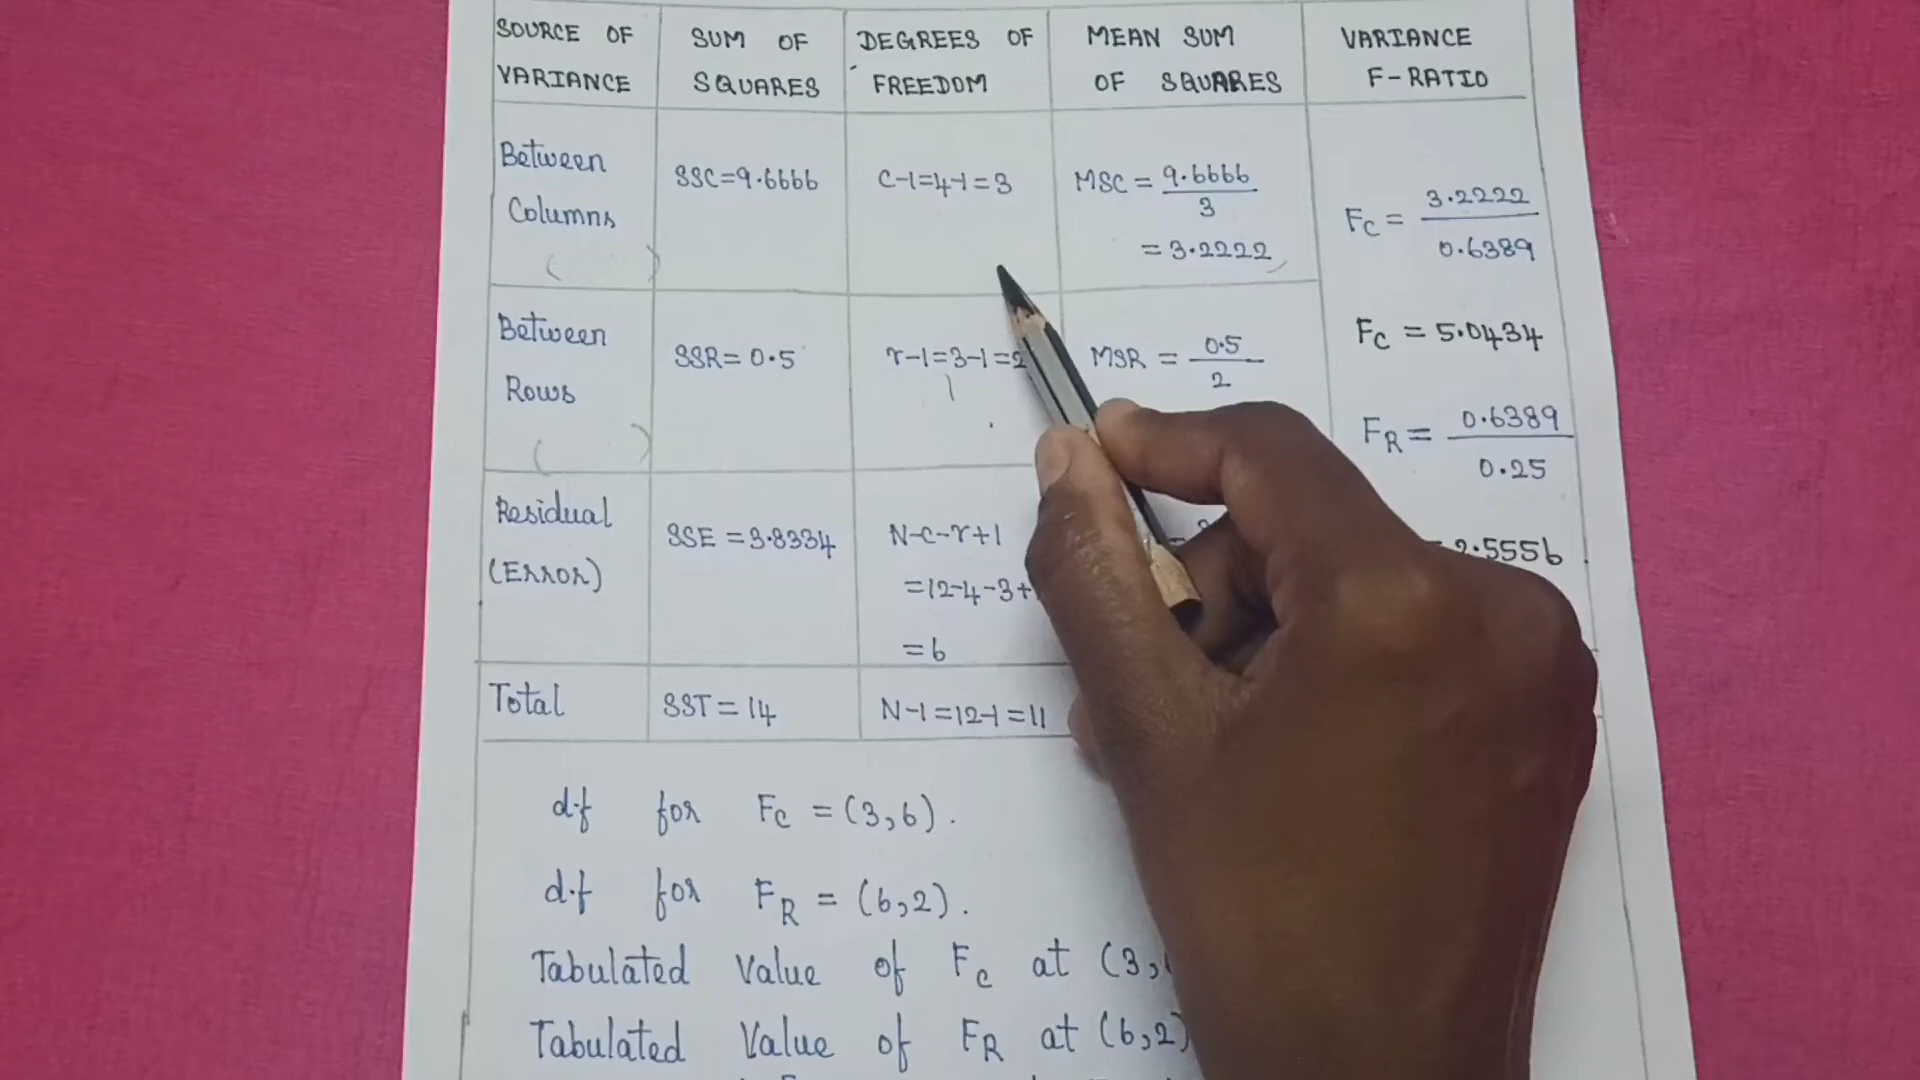 SOURCE OF VARIANCE
SUM OF SQUARES
DEGREES OF FREEDOM
MEAN SUM OF SQUARES
VARIANCE F-RATIO
Between Columns
SSC=9.6666
C-1=4-1=3
MSC = 9.6666/3
= 3.2222
Fc = 3.2222/0.6389
Fc = 5.0434
Between Rows
SSR= 0.5
r-1=3-1=2
MSR = 0.5/2
FR = 0.6389/0.25
2.5556
Residual (Error)
SSE = 3.8334
N-c-r+1
=12-4-3+
= 6
Total
SST = 14
N-1=12-1=11
d.f for Fc = (3,6).
d.f for FR = (6,2).
Tabulated Value of Fc at (3,
Tabulated Value of FR at (6,2)